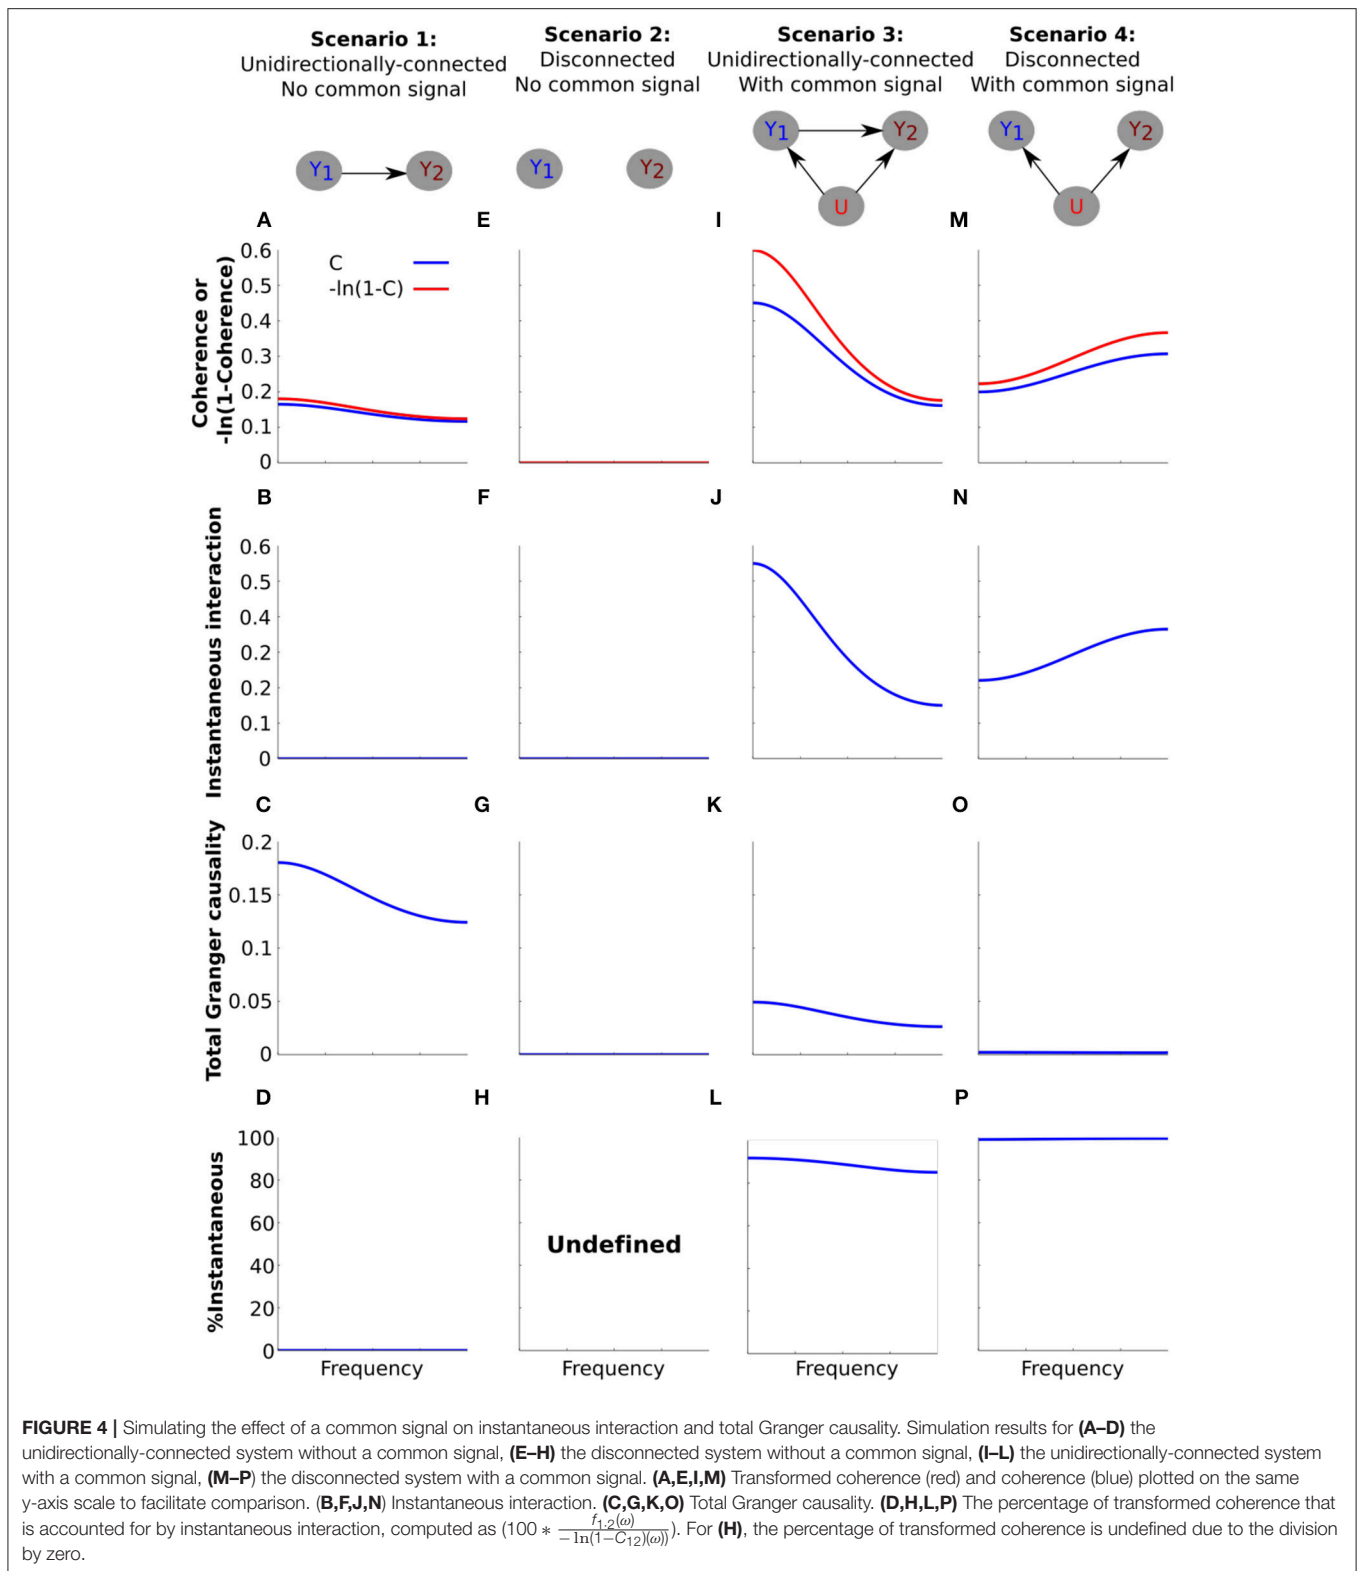 Scenario 1:
Unidirectionally-connected
No common signal
Scenario 2:
Disconnected
No common signal
Scenario 3:
Unidirectionally-connected
With common signal
Scenario 4:
Disconnected
With common signal
Y1
Y2
Y1
Y2
Y1
Y2
U
Y1
Y2
U
A
E
I
M
Coherence or
-ln(1-Coherence)
0.6
0.5
0.4
0.3
0.2
0.1
0
C
-ln(1-C)
B
F
J
N
Instantaneous interaction
0.6
0.5
0.4
0.2
0.2
0.1
0
C
G
K
O
Total Granger causality
0.2
0.15
0.1
0.05
0
D
H
L
P
%Instantaneous
100
80
60
40
20
0
Undefined
Frequency
Frequency
Frequency
Frequency
FIGURE 4 | Simulating the effect of a common signal on instantaneous interaction and total Granger causality. Simulation results for (A–D) the
unidirectionally-connected system without a common signal, (E–H) the disconnected system without a common signal, (I–L) the unidirectionally-connected system
with a common signal, (M–P) the disconnected system with a common signal. (A,E,I,M) Transformed coherence (red) and coherence (blue) plotted on the same
y-axis scale to facilitate comparison. (B,F,J,N) Instantaneous interaction. (C,G,K,O) Total Granger causality. (D,H,L,P) The percentage of transformed coherence that
is accounted for by instantaneous interaction, computed as (100 * f1·2(ω) / −ln(1−C12)(ω)). For (H), the percentage of transformed coherence is undefined due to the division
by zero.